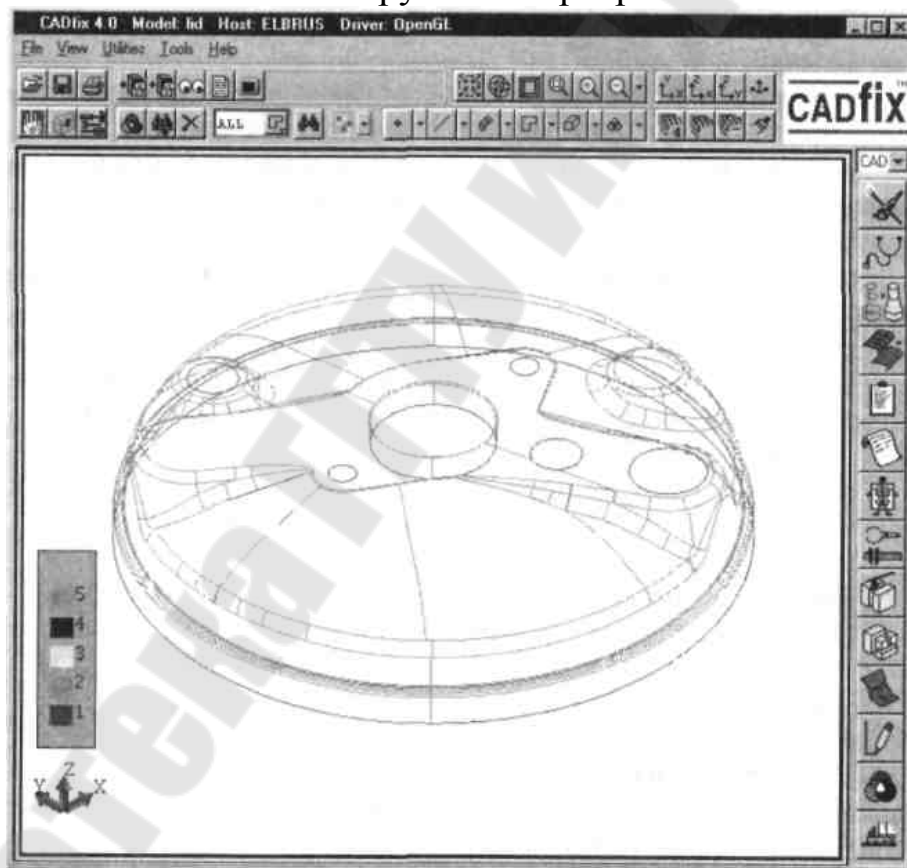 CADfix 4.0 Model: lid Host: ELBRUS Driver: OpenGL
File View Utilities Tools Help
ALL
CADfix™
CAD
5
4
3
2
1
Z
Y X